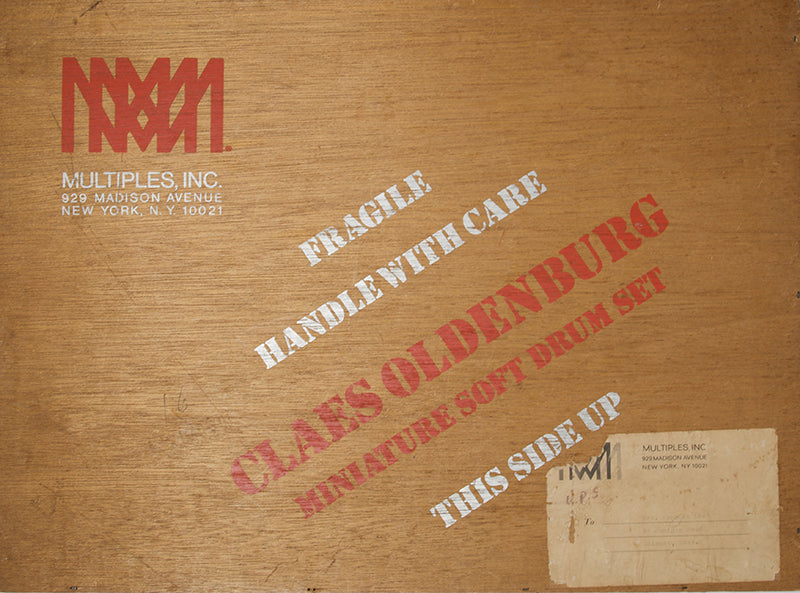 MULTIPLES, INC.
929 MADISON AVENUE
NEW YORK, N.Y. 10021
FRAGILE
HANDLE WITH CARE
CLAES OLDENBURG
MINIATURE SOFT DRUM SET
THIS SIDE UP
16
MULTIPLES, INC
929 MADISON AVENUE
NEW YORK, NY 10021
U.P.S
To